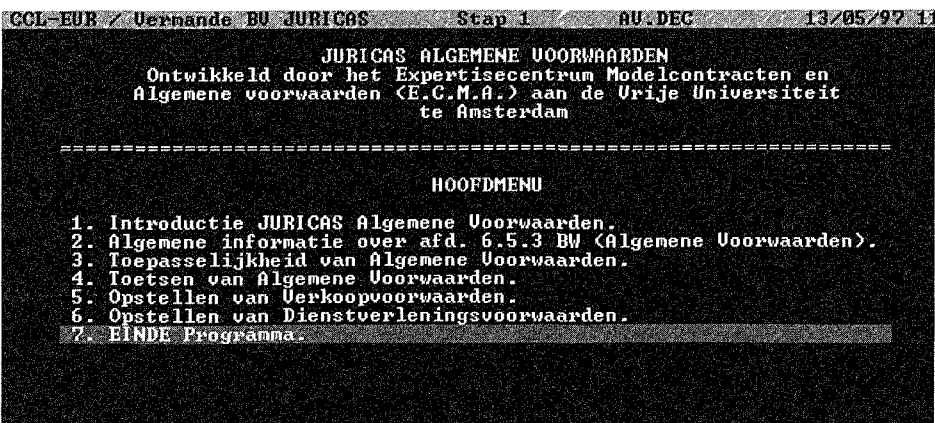 CCL-EUR / Vermande BV JURICAS Stap 1 AV.DEC 13/05/97 11
JURICAS ALGEMENE VOORWAARDEN
Ontwikkeld door het Expertisecentrum Modelcontracten en
Algemene voorwaarden (E.C.M.A.) aan de Vrije Universiteit
te Amsterdam
===================================================================
HOOFDMENU
1. Introductie JURICAS Algemene Voorwaarden.
2. Algemene informatie over afd. 6.5.3 BW (Algemene Voorwaarden).
3. Toepasselijkheid van Algemene Voorwaarden.
4. Toetsen van Algemene Voorwaarden.
5. Opstellen van Verkoopvoorwaarden.
6. Opstellen van Dienstverleningsvoorwaarden.
7. EINDE Programma.